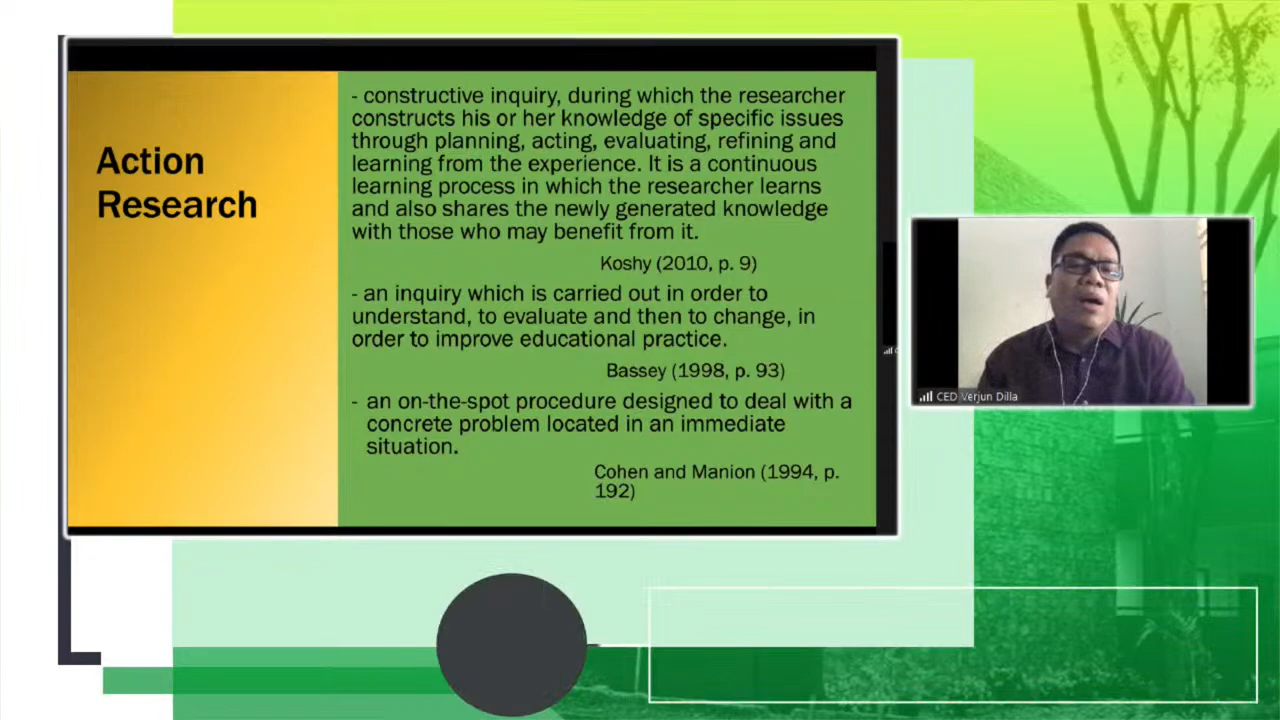 Action
Research
- constructive inquiry, during which the researcher
constructs his or her knowledge of specific issues
through planning, acting, evaluating, refining and
learning from the experience. It is a continuous
learning process in which the researcher learns
and also shares the newly generated knowledge
with those who may benefit from it.
Koshy (2010, p. 9)
- an inquiry which is carried out in order to
understand, to evaluate and then to change, in
order to improve educational practice.
Bassey (1998, p. 93)
- an on-the-spot procedure designed to deal with a
concrete problem located in an immediate
situation.
Cohen and Manion (1994, p.
192)
CED Verjun Dilla